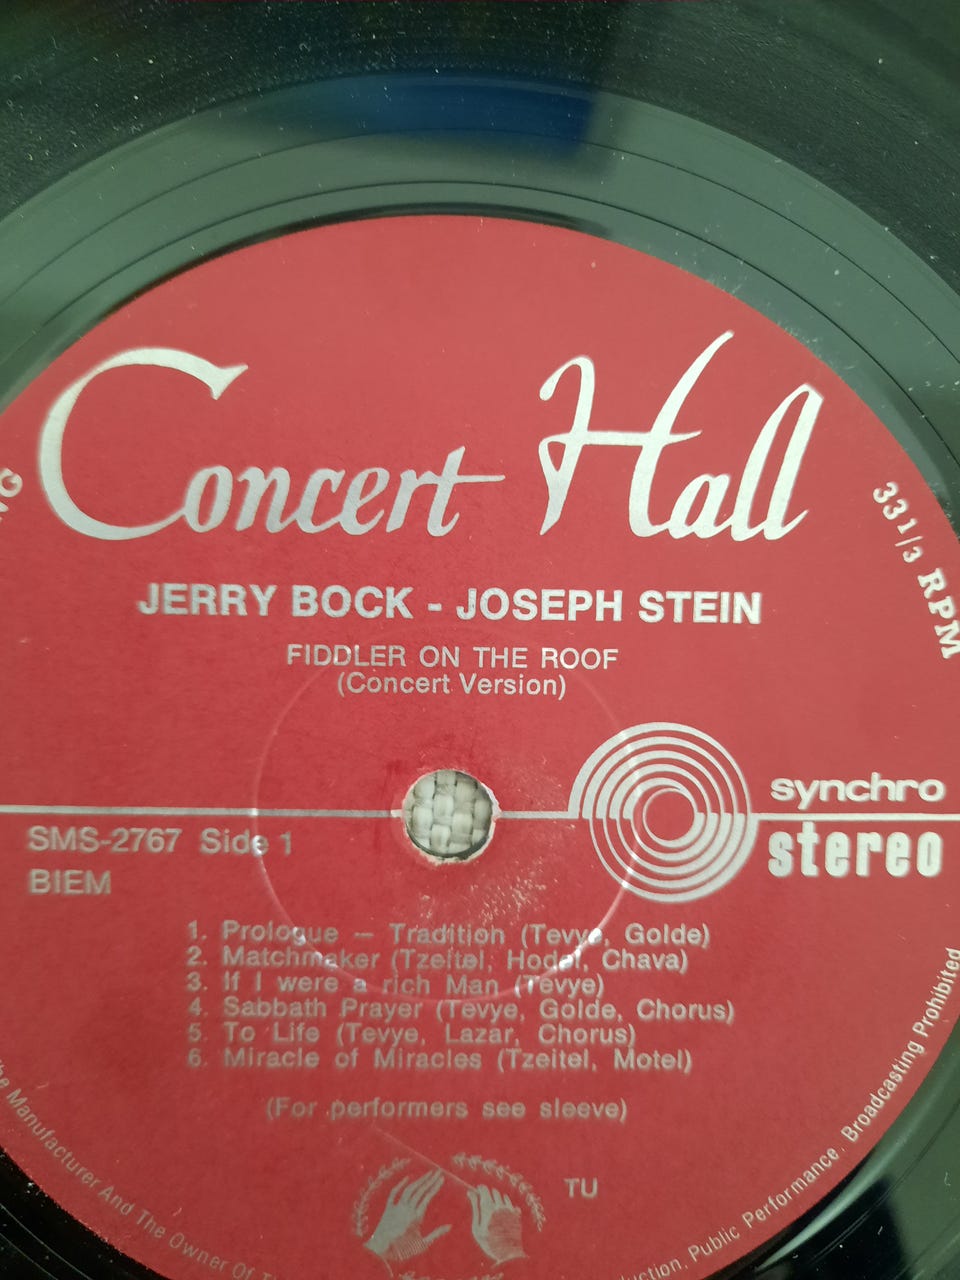 Concert Hall
33 1/3 RPM
JERRY BOCK - JOSEPH STEIN
FIDDLER ON THE ROOF
(Concert Version)
synchro
stereo
SMS-2767 Side 1
BIEM
1. Prologue – Tradition (Tevye, Golde)
2. Matchmaker (Tzeitel, Hodel, Chava)
3. If I were a rich Man (Tevye)
4. Sabbath Prayer (Tevye, Golde, Chorus)
5. To Life (Tevye, Lazar, Chorus)
6. Miracle of Miracles (Tzeitel, Motel)
(For performers see sleeve)
TU
Manufacturer And The Owner Of
Public Performance. Broadcasting Prohibited